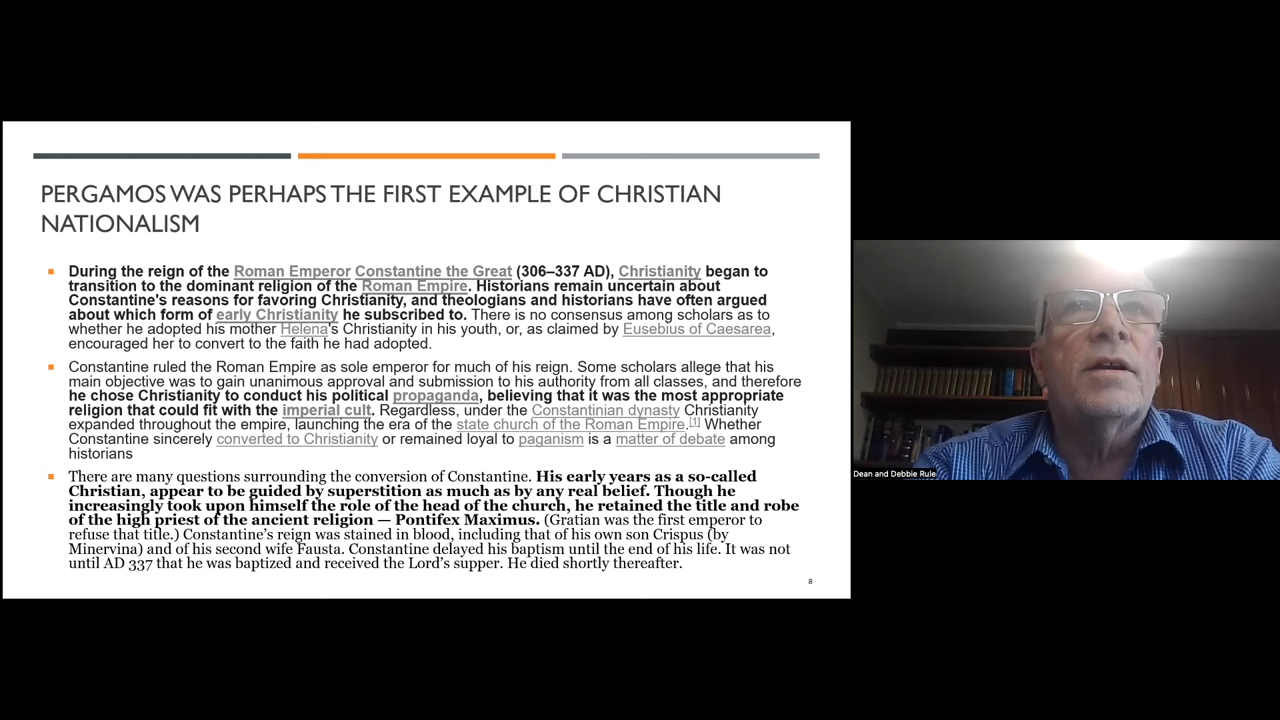 PERGAMOS WAS PERHAPS THE FIRST EXAMPLE OF CHRISTIAN
NATIONALISM
During the reign of the Roman Emperor Constantine the Great (306–337 AD), Christianity began to
transition to the dominant religion of the Roman Empire. Historians remain uncertain about
Constantine's reasons for favoring Christianity, and theologians and historians have often argued
about which form of early Christianity he subscribed to. There is no consensus among scholars as to
whether he adopted his mother Helena's Christianity in his youth, or, as claimed by Eusebius of Caesarea,
encouraged her to convert to the faith he had adopted.
Constantine ruled the Roman Empire as sole emperor for much of his reign. Some scholars allege that his
main objective was to gain unanimous approval and submission to his authority from all classes, and therefore
he chose Christianity to conduct his political propaganda, believing that it was the most appropriate
religion that could fit with the imperial cult. Regardless, under the Constantinian dynasty Christianity
expanded throughout the empire, launching the era of the state church of the Roman Empire.[1] Whether
Constantine sincerely converted to Christianity or remained loyal to paganism is a matter of debate among
historians
There are many questions surrounding the conversion of Constantine. His early years as a so-called
Christian, appear to be guided by superstition as much as by any real belief. Though he
increasingly took upon himself the role of the head of the church, he retained the title and robe
of the high priest of the ancient religion — Pontifex Maximus. (Gratian was the first emperor to
refuse that title.) Constantine's reign was stained in blood, including that of his own son Crispus (by
Minervina) and of his second wife Fausta. Constantine delayed his baptism until the end of his life. It was not
until AD 337 that he was baptized and received the Lord's supper. He died shortly thereafter.
8
Dean and Debbie Rule